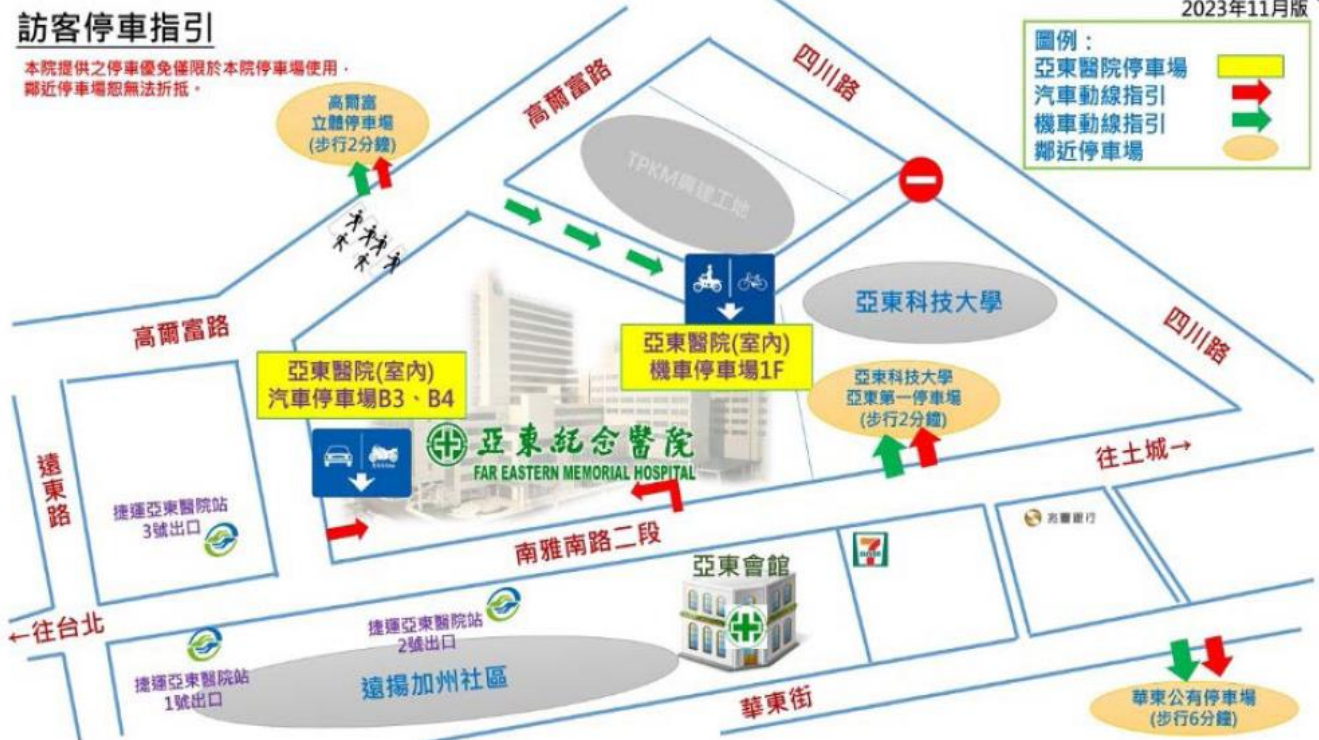 訪客停車指引
2023年11月版
本院提供之停車優免僅限於本院停車場使用，
鄰近停車場恕無法折抵。
圖例：
亞東醫院停車場
汽車動線指引
機車動線指引
鄰近停車場
高爾富
立體停車場
(步行2分鐘)
高爾富路
四川路
TPKM興建工地
亞東科技大學
四川路
高爾富路
亞東醫院(室內)
汽車停車場B3、B4
亞東醫院(室內)
機車停車場1F
亞東科技大學
亞東第一停車場
(步行2分鐘)
亞東紀念醫院
FAR EASTERN MEMORIAL HOSPITAL
往土城→
遠東路
捷運亞東醫院站
3號出口
南雅南路二段
兆豐銀行
亞東會館
7
ELEVEN
←往台北
捷運亞東醫院站
2號出口
捷運亞東醫院站
1號出口
遠揚加州社區
華東街
華東公有停車場
(步行6分鐘)